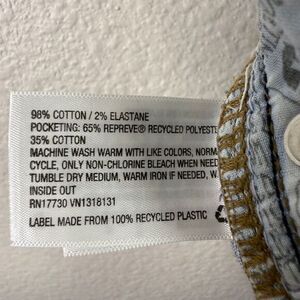 98% COTTON / 2% ELASTANE
POCKETING: 65% REPREVE® RECYCLED POLYESTE
35% COTTON
MACHINE WASH WARM WITH LIKE COLORS, NORM
CYCLE, ONLY NON-CHLORINE BLEACH WHEN NEED
TUMBLE DRY MEDIUM, WARM IRON IF NEEDED, W
INSIDE OUT
RN17730 VN1318131
LABEL MADE FROM 100% RECYCLED PLASTIC